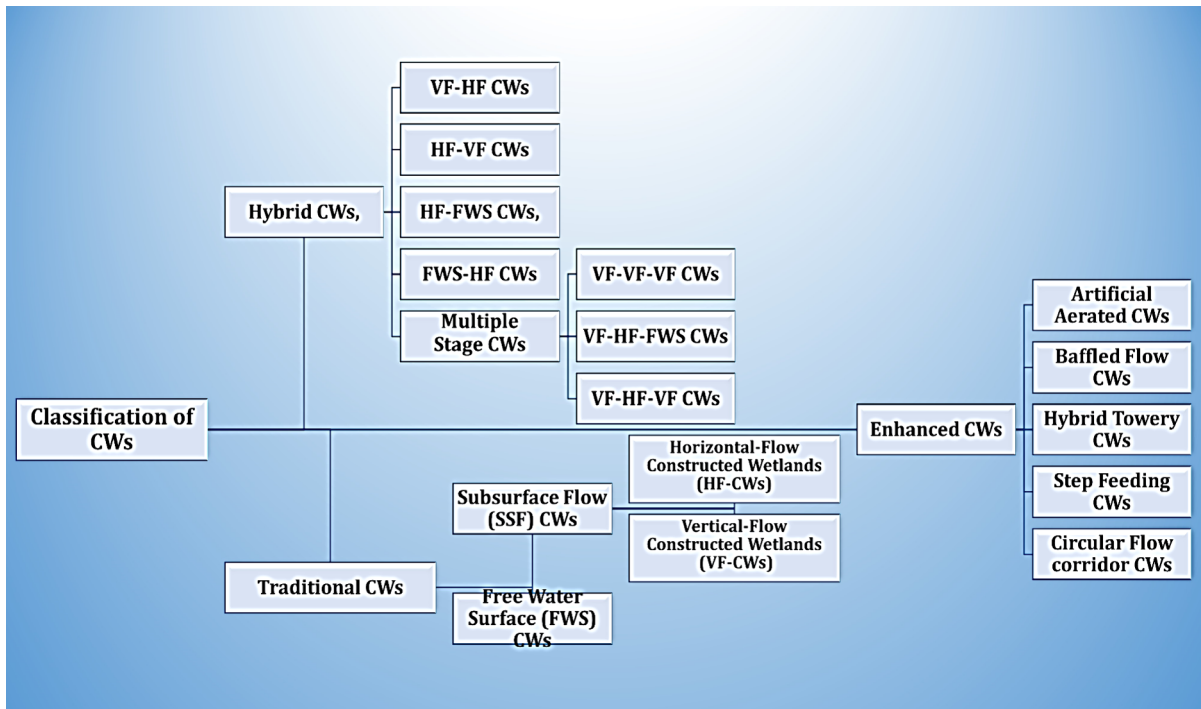 VF-HF CWs
HF-VF CWs
Hybrid CWs,
HF-FWS CWs,
FWS-HF CWs
Multiple
Stage CWs
VF-VF-VF CWs
VF-HF-FWS CWs
VF-HF-VF CWs
Classification of
CWs
Enhanced CWs
Artificial
Aerated CWs
Baffled Flow
CWs
Hybrid Towery
CWs
Step Feeding
CWs
Circular Flow
corridor CWs
Horizontal-Flow
Constructed Wetlands
(HF-CWs)
Subsurface Flow
(SSF) CWs
Vertical-Flow
Constructed Wetlands
(VF-CWs)
Traditional CWs
Free Water
Surface (FWS)
CWs